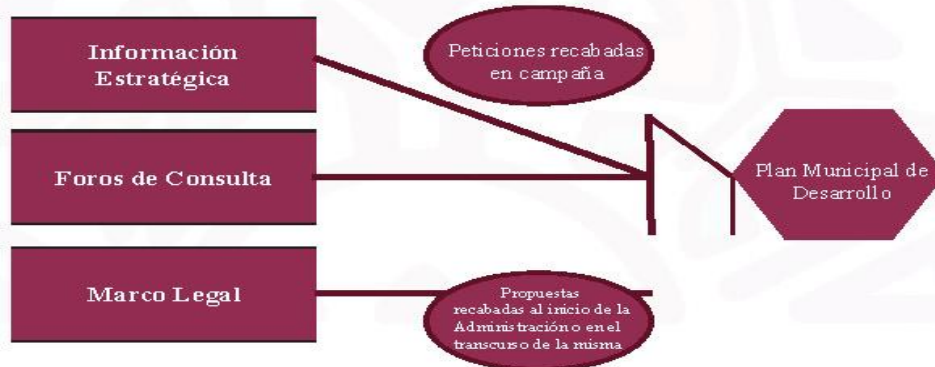 Información
Estratégica
Peticiones recabadas
en campaña
Foros de Consulta
Plan Municipal de
Desarrollo
Marco Legal
Propuestas
recabadas al inicio de la
Administración o en el
transcurso de la misma